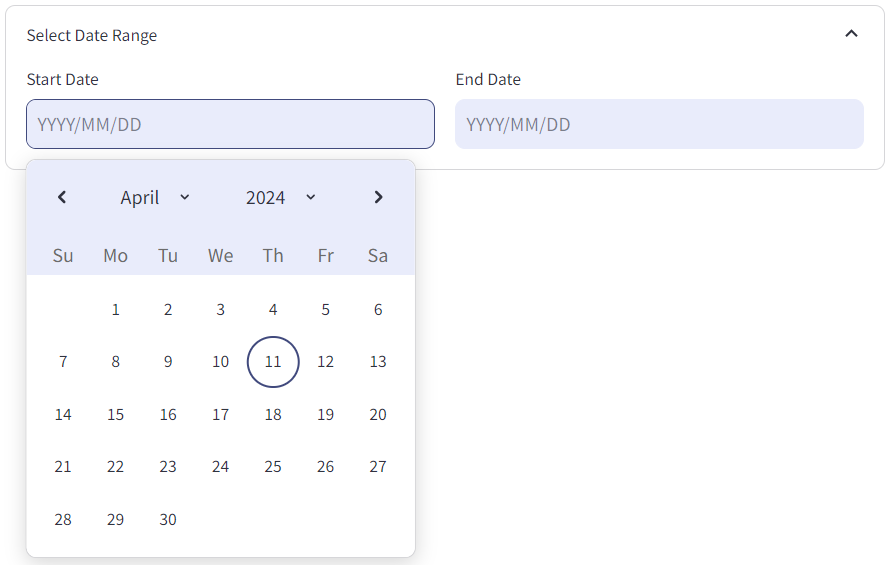 Select Date Range
Start Date End Date
YYYY/MM/DD YYYY/MM/DD
April 2024
Su Mo Tu We Th Fr Sa
1 2 3 4 5 6
7 8 9 10 11 12 13
14 15 16 17 18 19 20
21 22 23 24 25 26 27
28 29 30